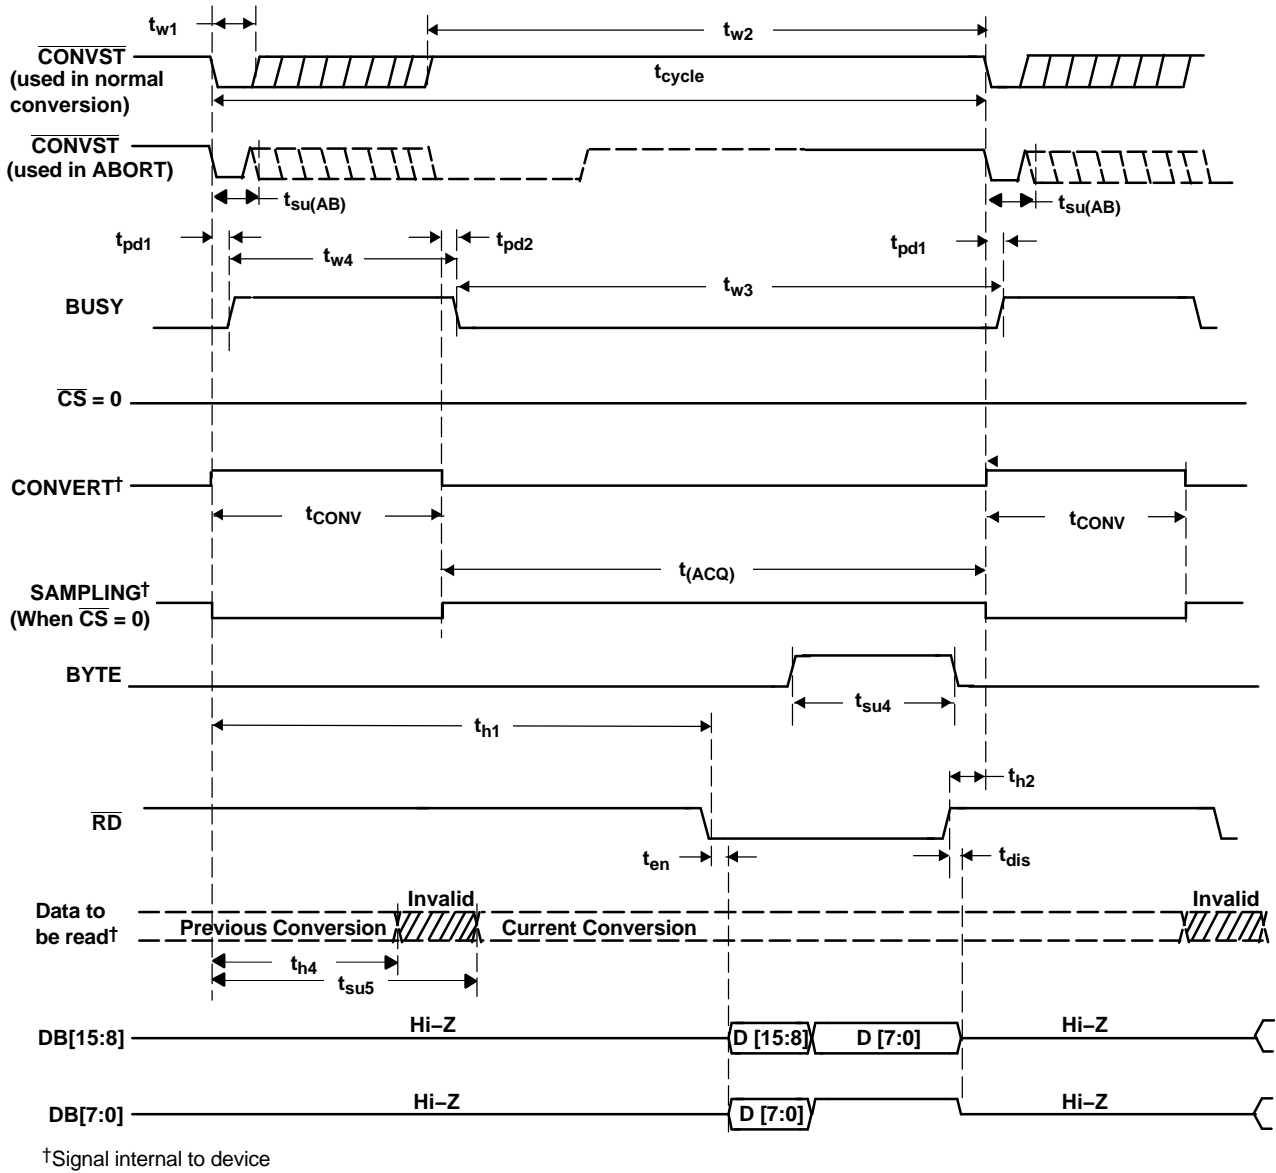 tw1
tw2
CONVST
(used in normal
conversion)
tcycle
CONVST
(used in ABORT)
tsu(AB)
tsu(AB)
tpd1
tpd2
tpd1
tw4
tw3
BUSY
CS = 0
CONVERT†
tCONV
tCONV
t(ACQ)
SAMPLING†
(When CS = 0)
BYTE
tsu4
th1
th2
RD
ten
tdis
Invalid
Invalid
Data to
be read†
Previous Conversion
Current Conversion
th4
tsu5
Hi–Z
Hi–Z
DB[15:8]
D [15:8]
D [7:0]
Hi–Z
Hi–Z
DB[7:0]
D [7:0]
†Signal internal to device